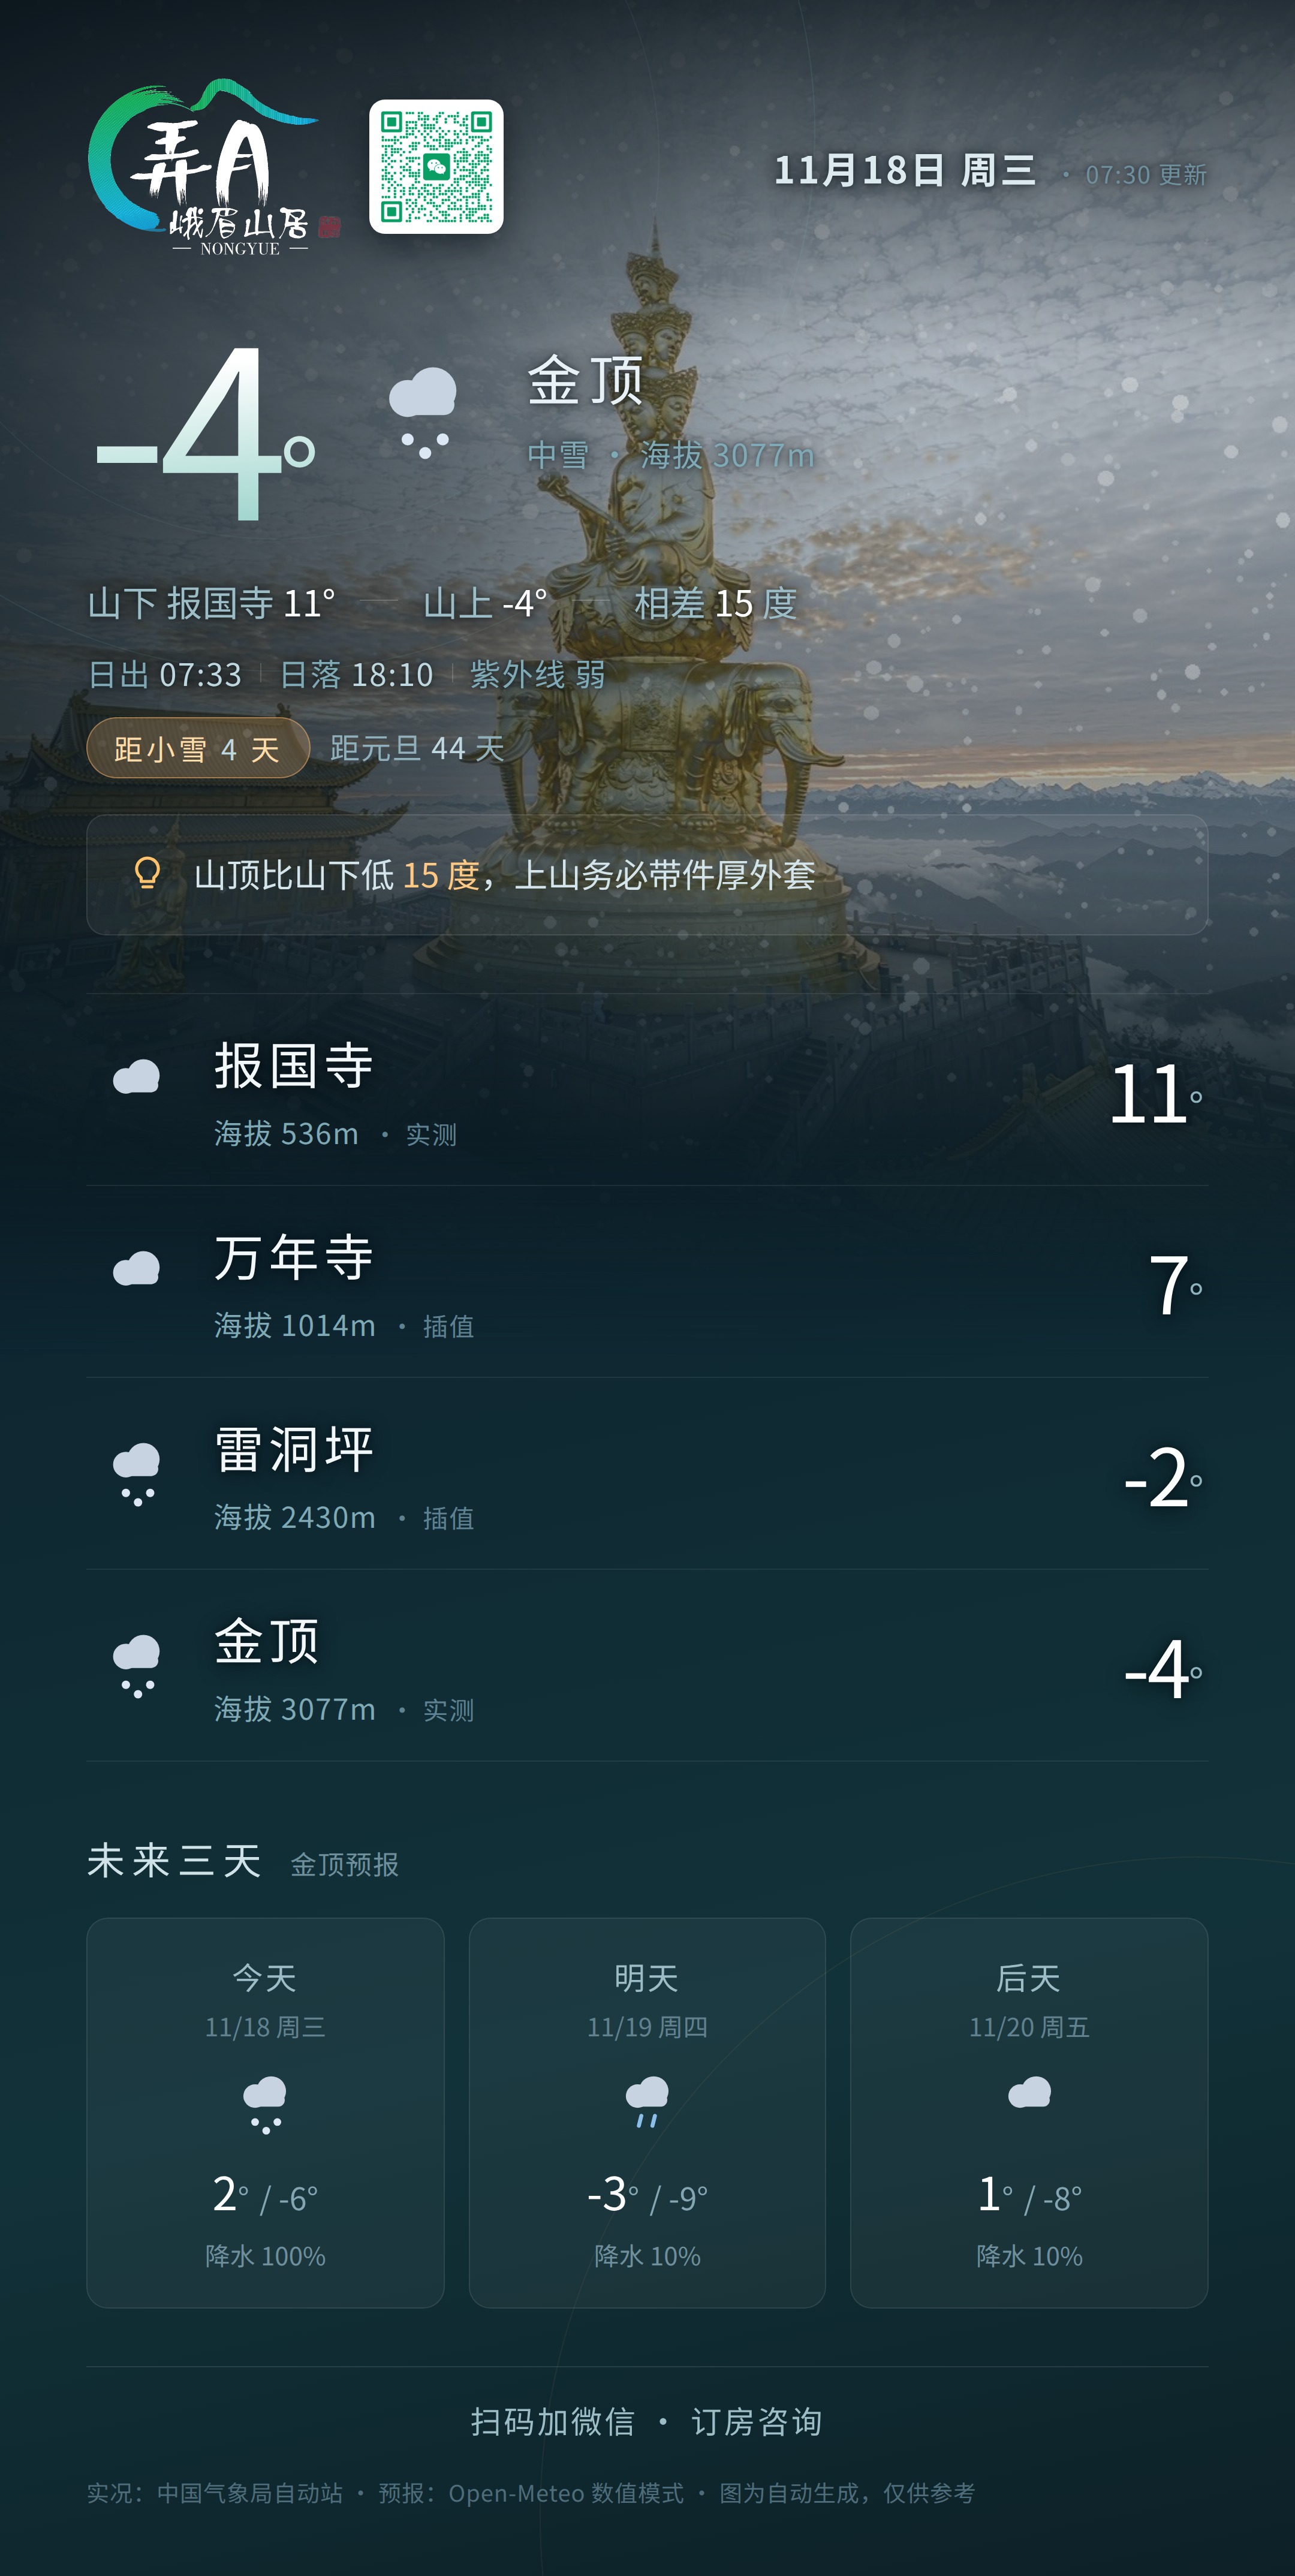 弄月
峨眉山居
NONGYUE
11月18日 周三 · 07:30 更新
-4°
金顶
中雪 · 海拔 3077m
山下 报国寺 11° — 山上 -4° — 相差 15 度
日出 07:33 | 日落 18:10 | 紫外线 弱
距小雪 4 天 距元旦 44 天
山顶比山下低 15 度，上山务必带件厚外套
报国寺
海拔 536m · 实测
11°
万年寺
海拔 1014m · 插值
7°
雷洞坪
海拔 2430m · 插值
-2°
金顶
海拔 3077m · 实测
-4°
未来三天 金顶预报
今天
11/18 周三
2° / -6°
降水 100%
明天
11/19 周四
-3° / -9°
降水 10%
后天
11/20 周五
1° / -8°
降水 10%
扫码加微信 · 订房咨询
实况：中国气象局自动站 · 预报：Open-Meteo 数值模式 · 图为自动生成，仅供参考